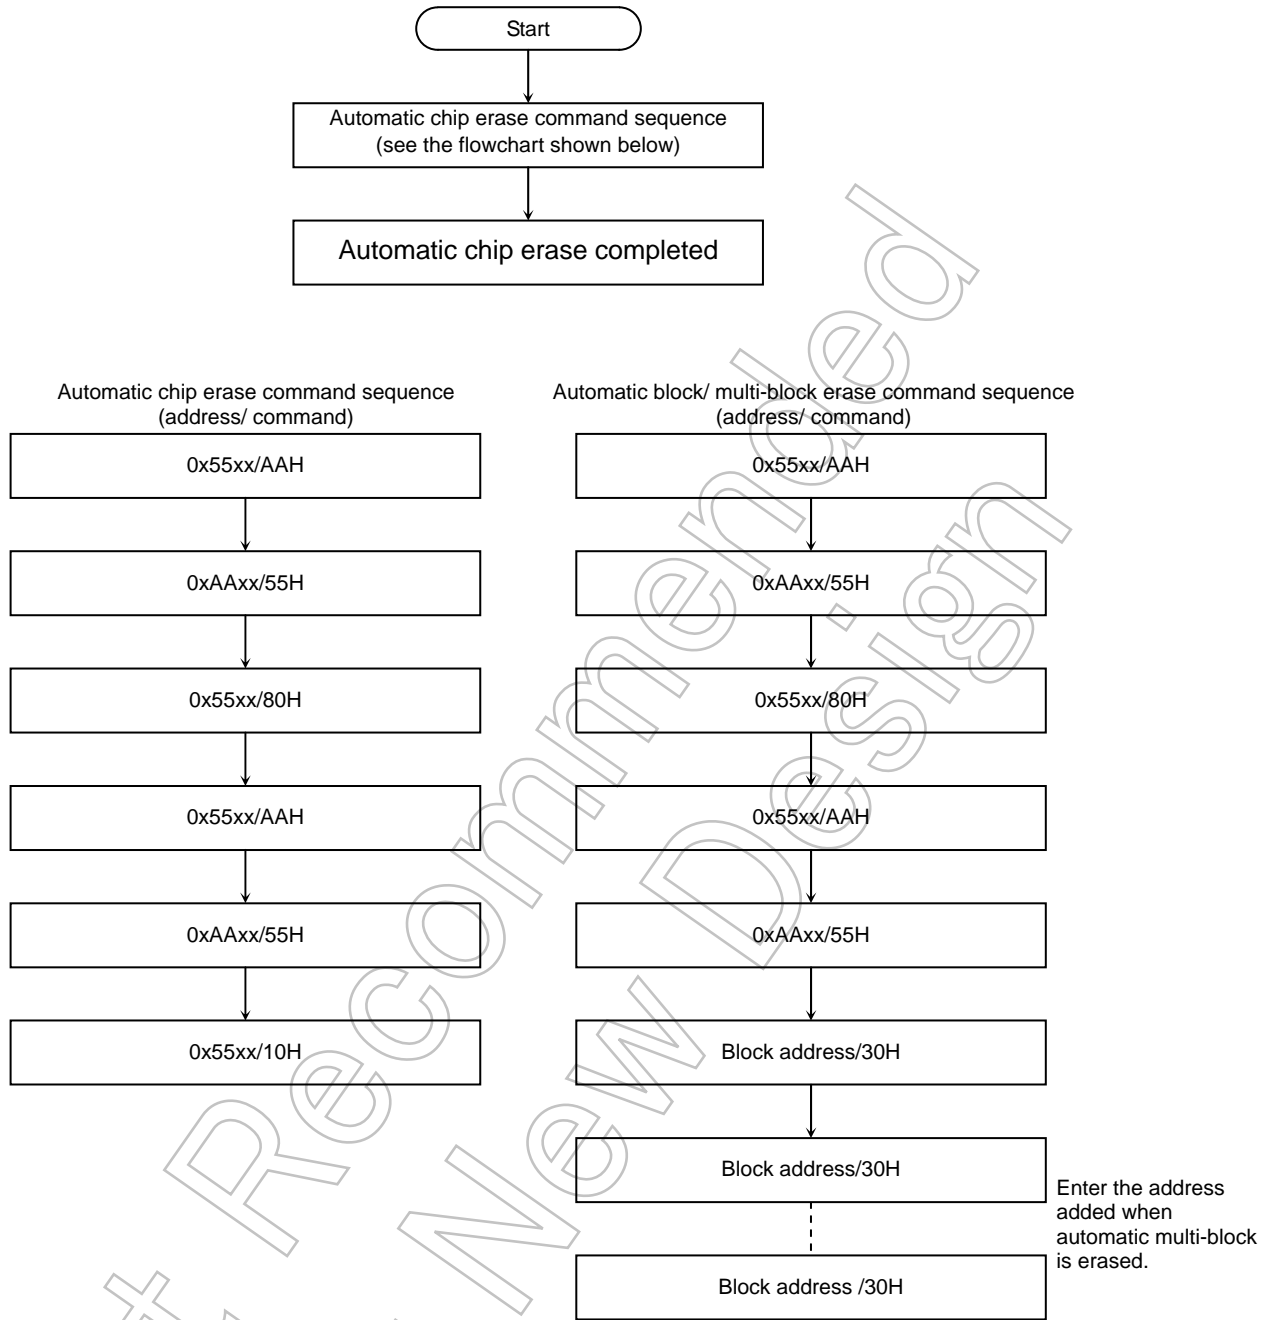 Start
Automatic chip erase command sequence
(see the flowchart shown below)
Automatic chip erase completed
Automatic chip erase command sequence
(address/ command)
0x55xx/AAH
0xAAxx/55H
0x55xx/80H
0x55xx/AAH
0xAAxx/55H
0x55xx/10H
Automatic block/ multi-block erase command sequence
(address/ command)
0x55xx/AAH
0xAAxx/55H
0x55xx/80H
0x55xx/AAH
0xAAxx/55H
Block address/30H
Block address/30H
Block address /30H
Enter the address
added when
automatic multi-block
is erased.
t Recommended
New Design